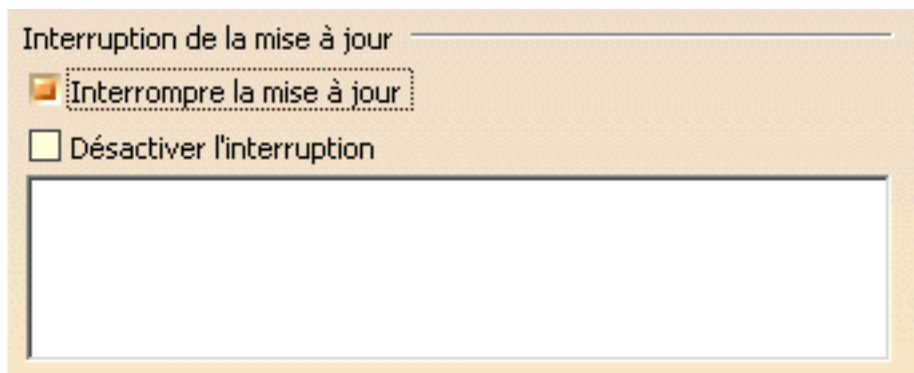 Interruption de la mise à jour
Interrompre la mise à jour
Désactiver l'interruption